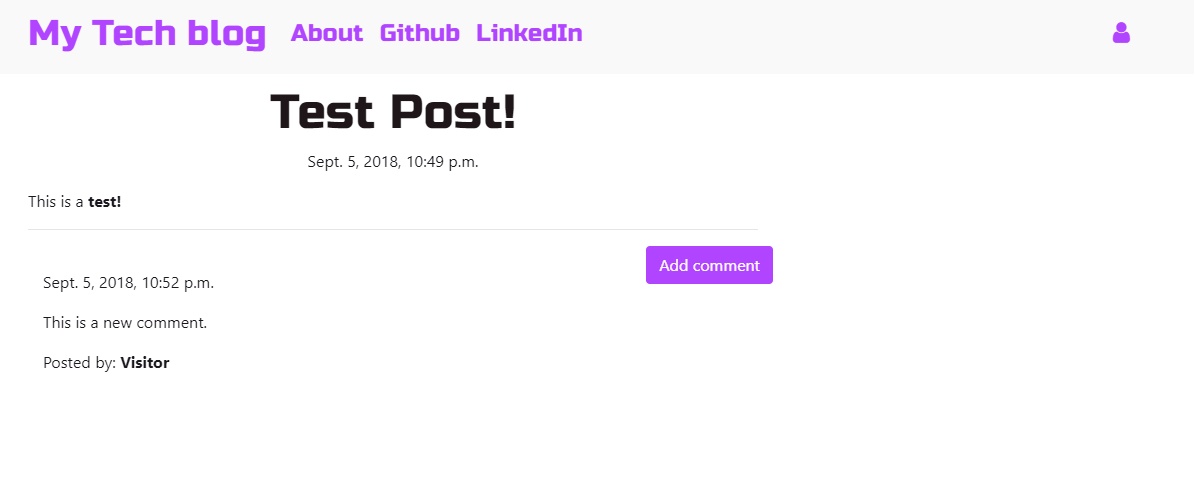 My Tech blog About Github LinkedIn
Test Post!
Sept. 5, 2018, 10:49 p.m.
This is a test!
Add comment
Sept. 5, 2018, 10:52 p.m.
This is a new comment.
Posted by: Visitor